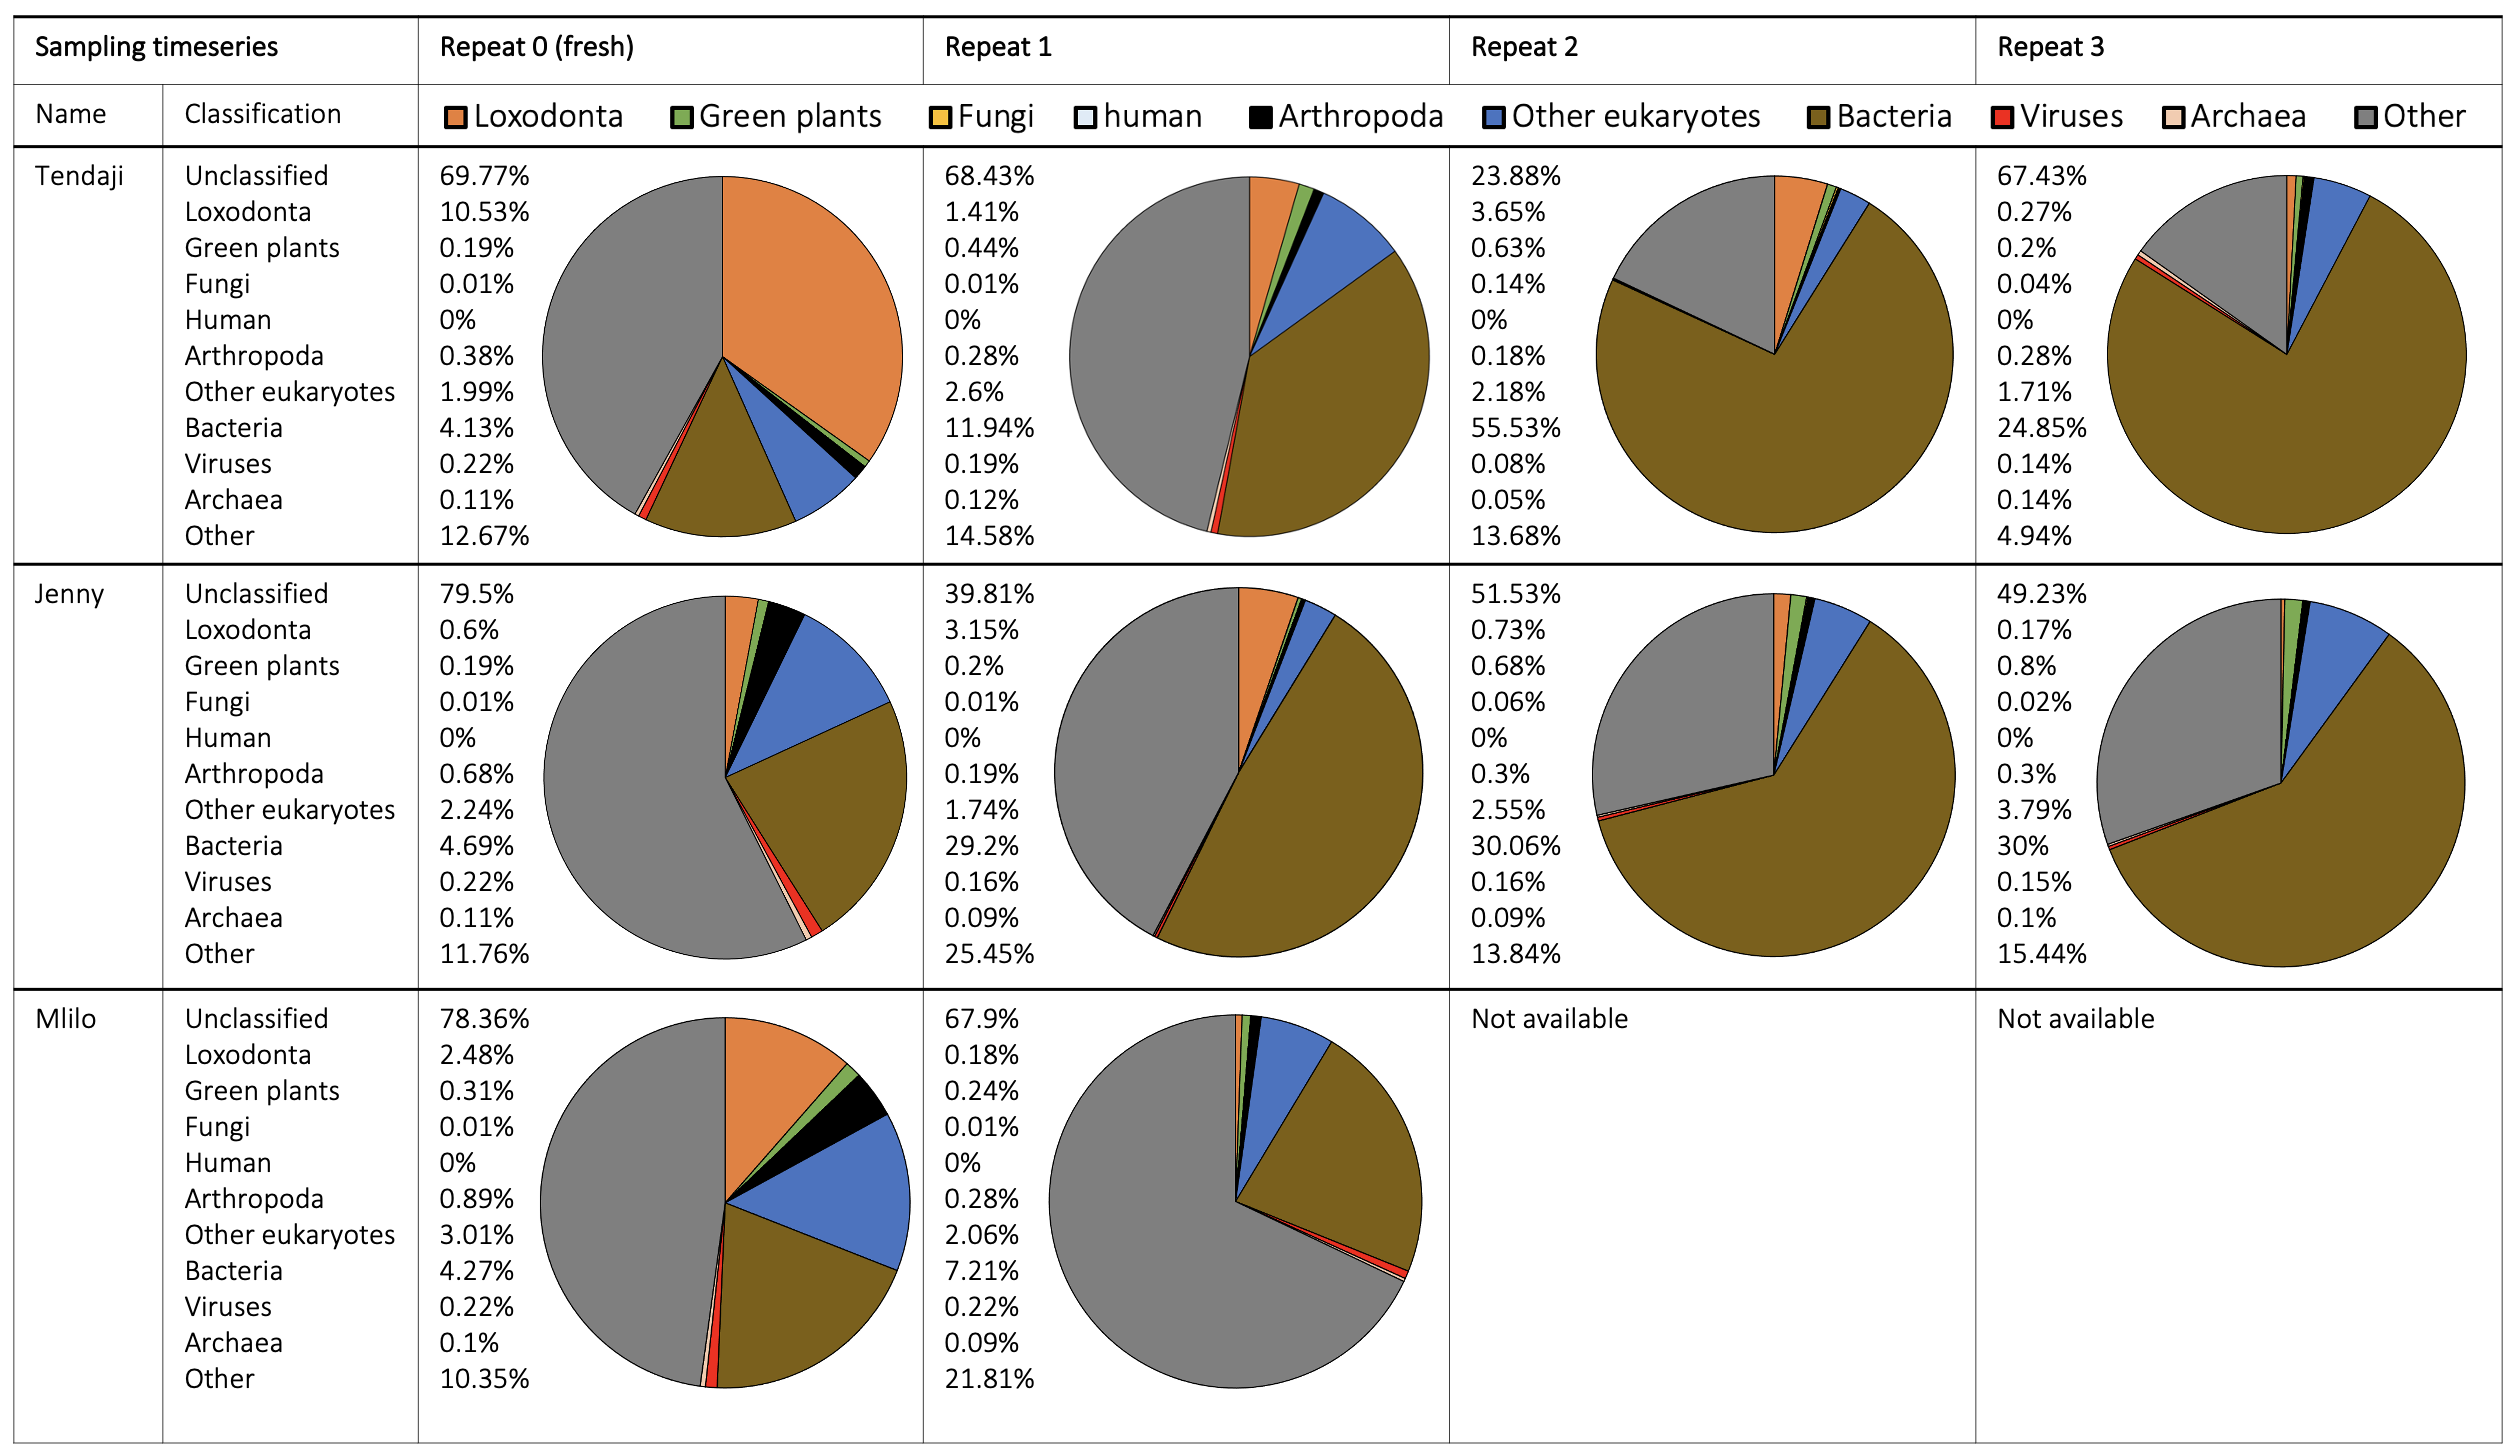 Sampling timeseries Repeat 0 (fresh) Repeat 1 Repeat 2 Repeat 3
Name Classification Loxodonta Green plants Fungi human Arthropoda Other eukaryotes Bacteria Viruses Archaea Other
Tendaji Unclassified 69.77% 68.43% 23.88% 67.43%
Loxodonta 10.53% 1.41% 3.65% 0.27%
Green plants 0.19% 0.44% 0.63% 0.2%
Fungi 0.01% 0.01% 0.14% 0.04%
Human 0% 0% 0% 0%
Arthropoda 0.38% 0.28% 0.18% 0.28%
Other eukaryotes 1.99% 2.6% 2.18% 1.71%
Bacteria 4.13% 11.94% 55.53% 24.85%
Viruses 0.22% 0.19% 0.08% 0.14%
Archaea 0.11% 0.12% 0.05% 0.14%
Other 12.67% 14.58% 13.68% 4.94%
Jenny Unclassified 79.5% 39.81% 51.53% 49.23%
Loxodonta 0.6% 3.15% 0.73% 0.17%
Green plants 0.19% 0.2% 0.68% 0.8%
Fungi 0.01% 0.01% 0.06% 0.02%
Human 0% 0% 0% 0%
Arthropoda 0.68% 0.19% 0.3% 0.3%
Other eukaryotes 2.24% 1.74% 2.55% 3.79%
Bacteria 4.69% 29.2% 30.06% 30%
Viruses 0.22% 0.16% 0.16% 0.15%
Archaea 0.11% 0.09% 0.09% 0.1%
Other 11.76% 25.45% 13.84% 15.44%
Mlilo Unclassified 78.36% 67.9% Not available Not available
Loxodonta 2.48% 0.18%
Green plants 0.31% 0.24%
Fungi 0.01% 0.01%
Human 0% 0%
Arthropoda 0.89% 0.28%
Other eukaryotes 3.01% 2.06%
Bacteria 4.27% 7.21%
Viruses 0.22% 0.22%
Archaea 0.1% 0.09%
Other 10.35% 21.81%